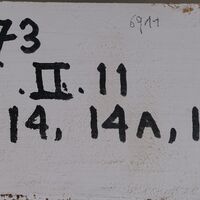 6911
73
. II . 11
14, 14A, 1